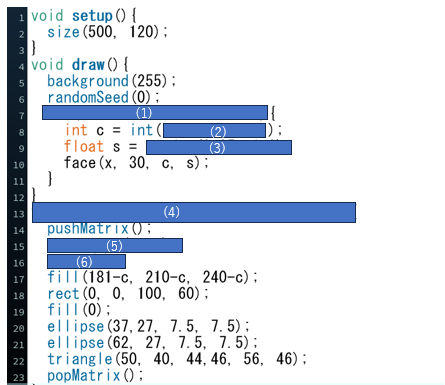 1 void setup(){
2 size(500, 120);
3 }
4 void draw(){
5 background(255);
6 randomSeed(0);
7 (1) {
8 int c = int( (2) );
9 float s = (3)
10 face(x, 30, c, s);
11 }
12 }
13 (4)
14 pushMatrix();
15 (5)
16 (6)
17 fill(181-c, 210-c, 240-c);
18 rect(0, 0, 100, 60);
19 fill(0);
20 ellipse(37,27, 7.5, 7.5);
21 ellipse(62, 27, 7.5, 7.5);
22 triangle(50, 40, 44,46, 56, 46);
23 popMatrix();